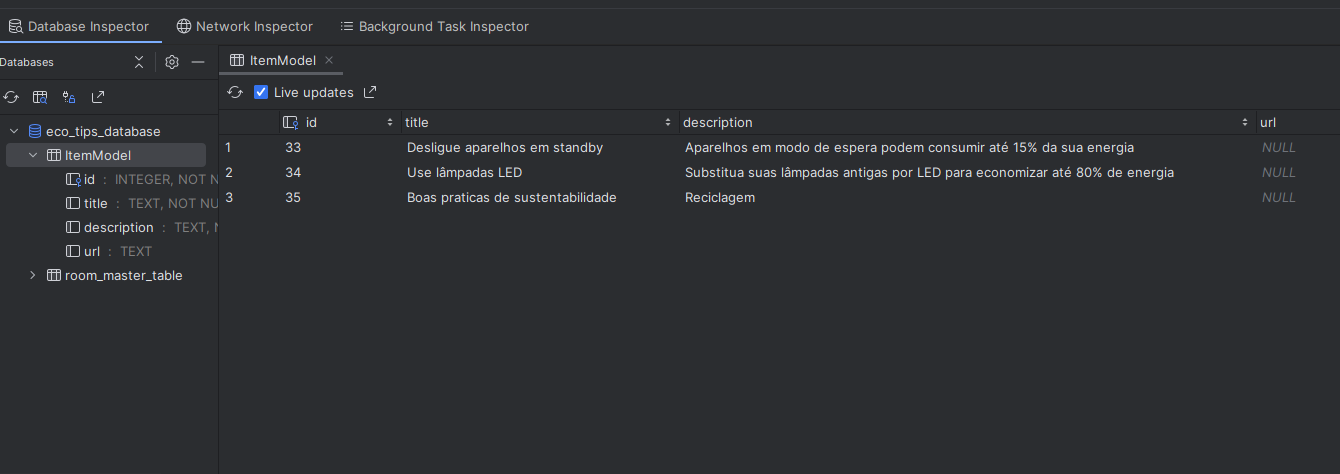 Database Inspector Network Inspector Background Task Inspector
Databases
ItemModel
Live updates
id title description url
eco_tips_database
ItemModel
id : INTEGER, NOT N
title : TEXT, NOT NU
description : TEXT, N
url : TEXT
room_master_table
1 33 Desligue aparelhos em standby Aparelhos em modo de espera podem consumir até 15% da sua energia NULL
2 34 Use lâmpadas LED Substitua suas lâmpadas antigas por LED para economizar até 80% de energia NULL
3 35 Boas praticas de sustentabilidade Reciclagem NULL